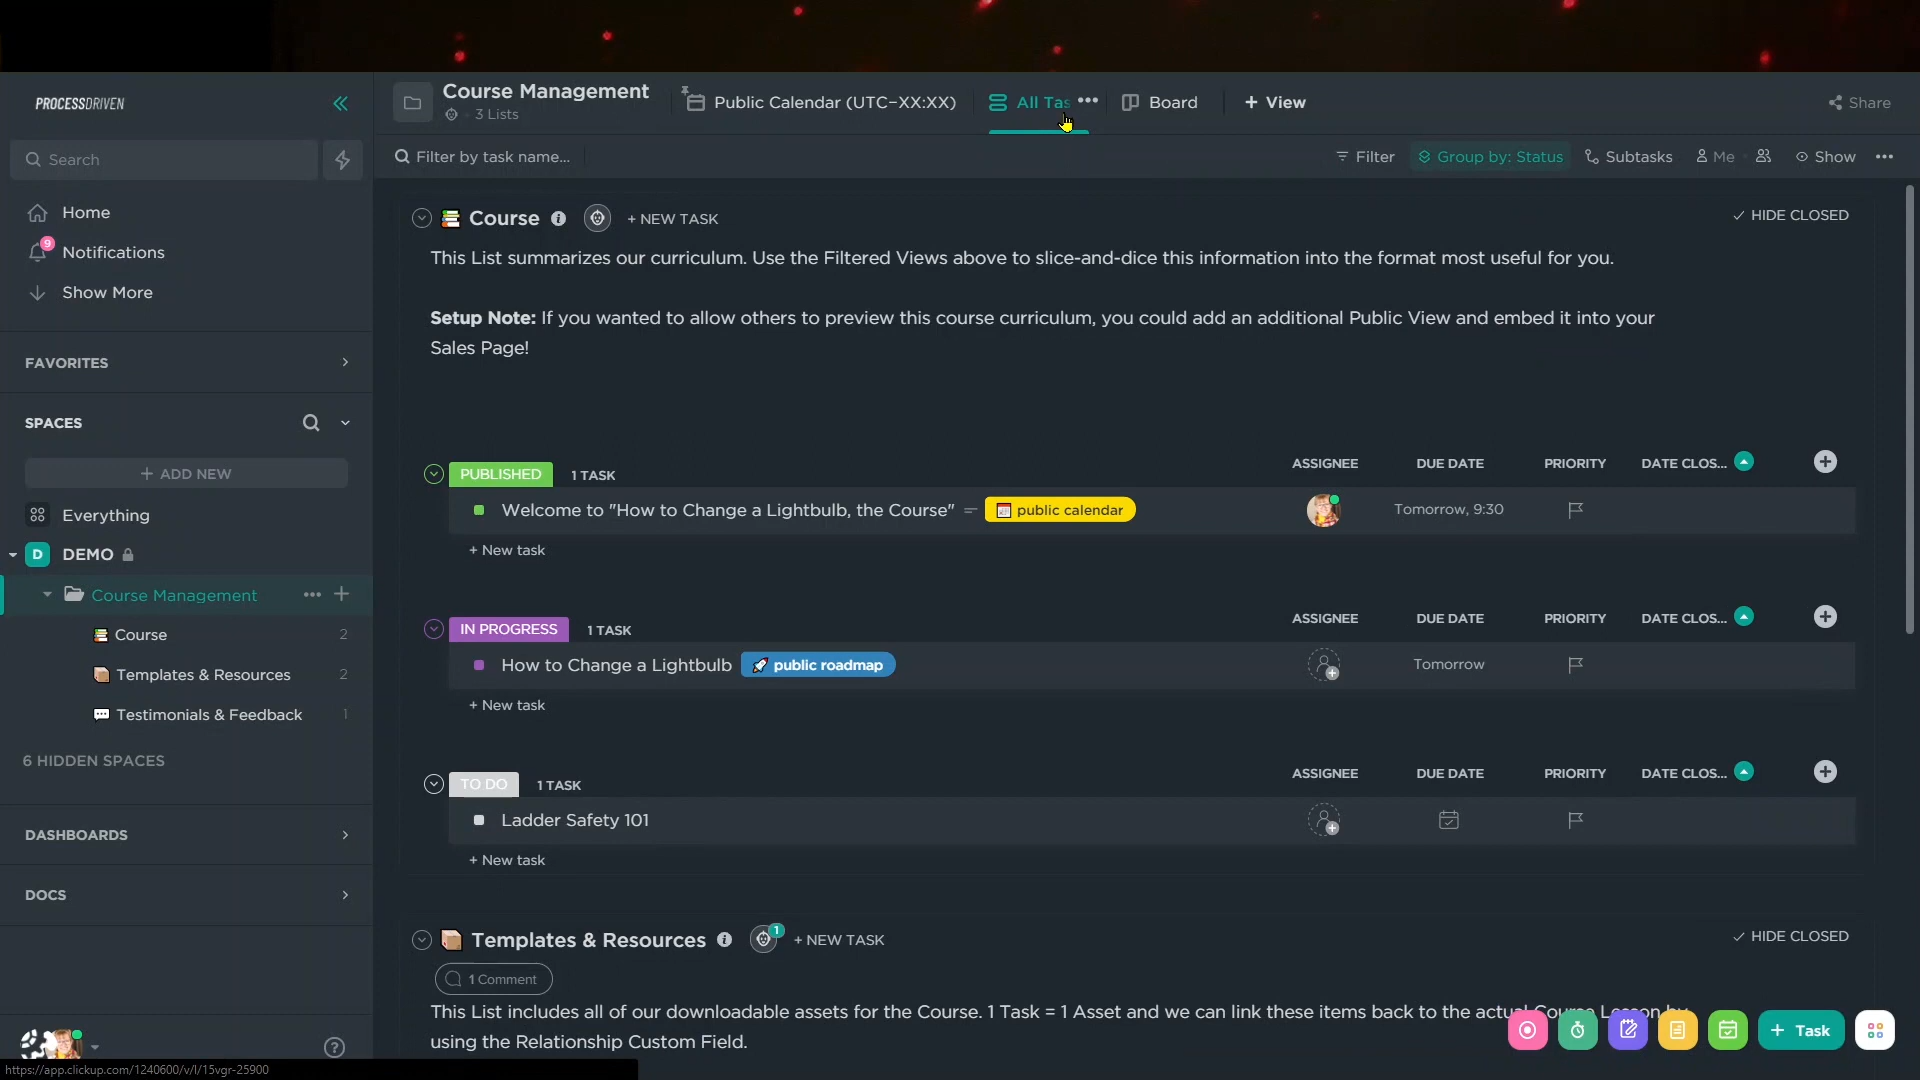 PROCESSDRIVEN
Course Management
3 Lists
Public Calendar (UTC-XX:XX)
All Tas
Board
+ View
Share
Search
Filter by task name...
Filter
Group by: Status
Subtasks
Me
Show
Home
9
Notifications
Show More
Course
+ NEW TASK
HIDE CLOSED
This List summarizes our curriculum. Use the Filtered Views above to slice-and-dice this information into the format most useful for you.
Setup Note: If you wanted to allow others to preview this course curriculum, you could add an additional Public View and embed it into your
Sales Page!
FAVORITES
SPACES
+ ADD NEW
Everything
D DEMO
Course Management
Course 2
Templates & Resources 2
Testimonials & Feedback 1
6 HIDDEN SPACES
DASHBOARDS
DOCS
PUBLISHED 1 TASK ASSIGNEE DUE DATE PRIORITY DATE CLOS...
Welcome to "How to Change a Lightbulb, the Course" public calendar Tomorrow, 9:30
+ New task
IN PROGRESS 1 TASK ASSIGNEE DUE DATE PRIORITY DATE CLOS...
How to Change a Lightbulb public roadmap Tomorrow
+ New task
TO DO 1 TASK ASSIGNEE DUE DATE PRIORITY DATE CLOS...
Ladder Safety 101
+ New task
Templates & Resources 1 + NEW TASK HIDE CLOSED
1 Comment
This List includes all of our downloadable assets for the Course. 1 Task = 1 Asset and we can link these items back to the actual Course Lesson by
using the Relationship Custom Field.
+ Task
https://app.clickup.com/1240600/v/l/15vgr-25900